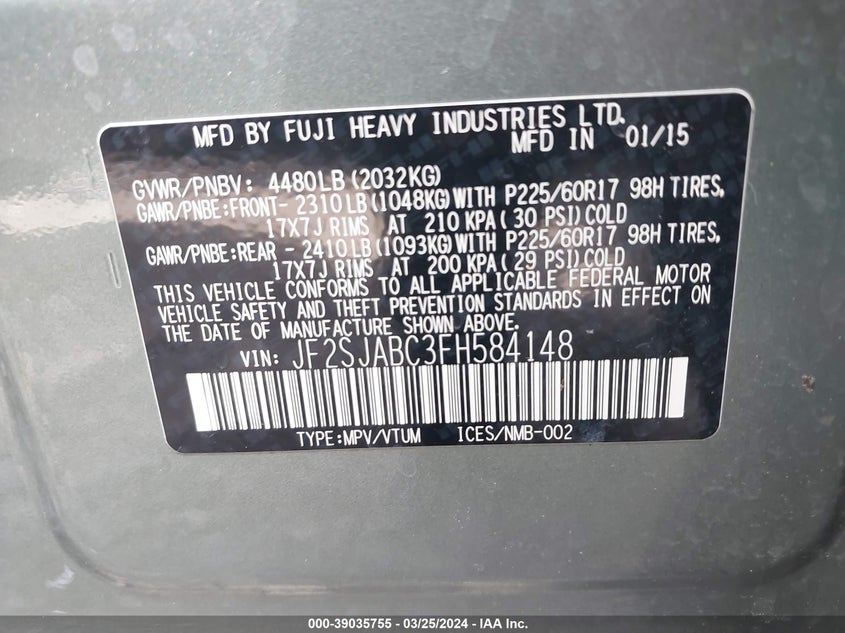 MFD BY FUJI HEAVY INDUSTRIES LTD.
MFD IN 01/15
GVWR/PNBV: 4480LB(2032KG)
GAWR/PNBE:FRONT- 2310LB(1048KG)WITH P225/60R17 98H TIRES,
17X7J RIMS AT 210 KPA(30 PSI)COLD
GAWR/PNBE:REAR - 2410LB(1093KG)WITH P225/60R17 98H TIRES,
17X7J RIMS AT 200 KPA(29 PSI)COLD
THIS VEHICLE CONFORMS TO ALL APPLICABLE FEDERAL MOTOR
VEHICLE SAFETY AND THEFT PREVENTION STANDARDS IN EFFECT ON
THE DATE OF MANUFACTURE SHOWN ABOVE.
VIN: JF2SJABC3FH584148
TYPE:MPV/VTUM ICES/NMB-002
000-39035755 - 03/25/2024 - IAA Inc.